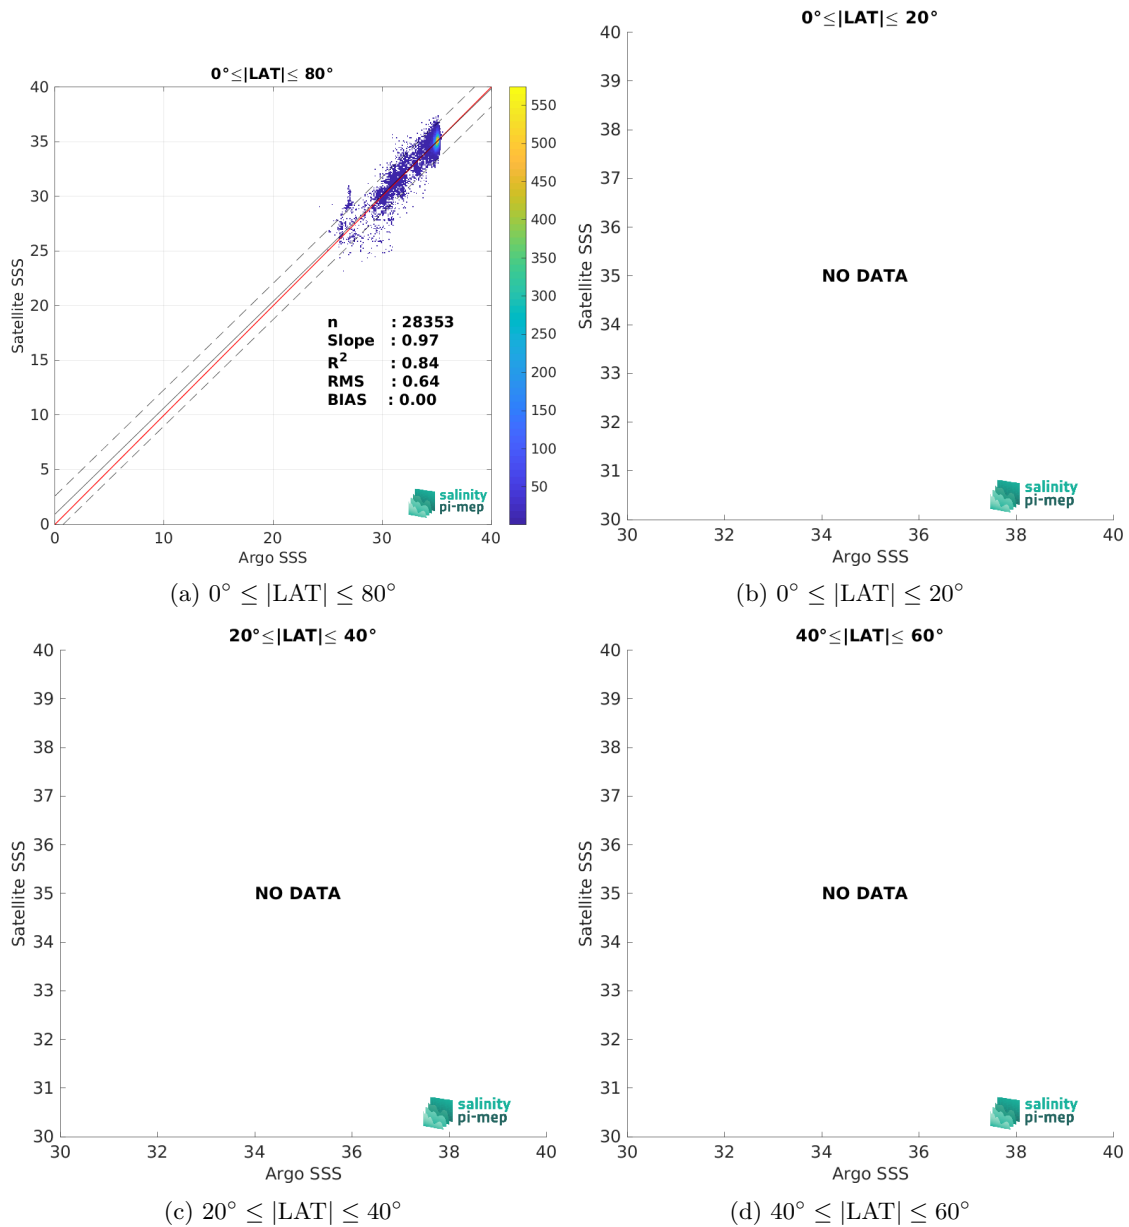 0°≤|LAT|≤ 80°
40
35
30
25
20
15
10
5
0
0
10
20
30
40
Satellite SSS
Argo SSS
n : 28353
Slope : 0.97
R² : 0.84
RMS : 0.64
BIAS : 0.00
salinity
pi-mep
550
500
450
400
350
300
250
200
150
100
50
(a) 0° ≤ |LAT| ≤ 80°
0°≤|LAT|≤ 20°
40
39
38
37
36
35
34
33
32
31
30
30
32
34
36
38
40
Satellite SSS
Argo SSS
NO DATA
salinity
pi-mep
(b) 0° ≤ |LAT| ≤ 20°
20°≤|LAT|≤ 40°
40
39
38
37
36
35
34
33
32
31
30
30
32
34
36
38
40
Satellite SSS
Argo SSS
NO DATA
salinity
pi-mep
(c) 20° ≤ |LAT| ≤ 40°
40°≤|LAT|≤ 60°
40
39
38
37
36
35
34
33
32
31
30
30
32
34
36
38
40
Satellite SSS
Argo SSS
NO DATA
salinity
pi-mep
(d) 40° ≤ |LAT| ≤ 60°